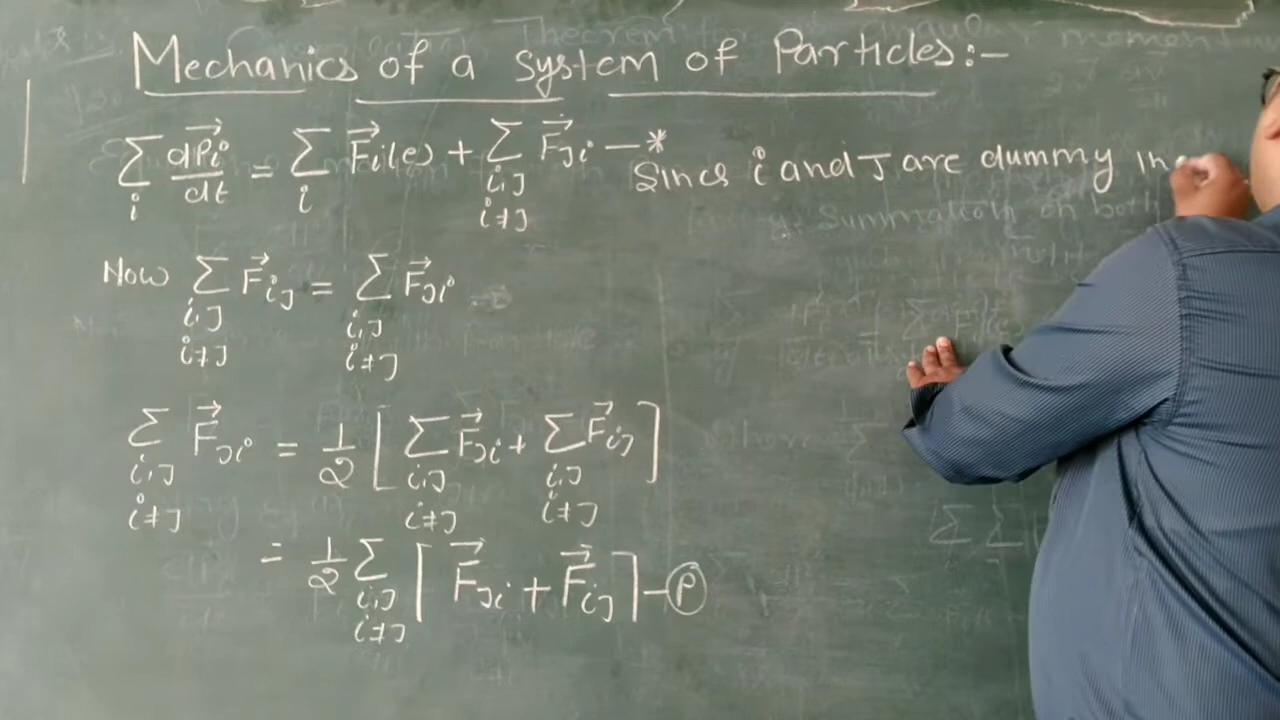 Mechanics of a system of Particles:-
∑ i dP⃗i/dt = ∑ i F⃗i(e) + ∑ i,j i≠j F⃗ji — *
Since i and J are dummy in
Now ∑ i,j i≠j F⃗ij = ∑ i,j i≠j F⃗ji
∑ i,j i≠j F⃗ji = 1/2 [ ∑ i,j i≠j F⃗ji + ∑ i,j i≠j F⃗ij ]
= 1/2 ∑ i,j i≠j [ F⃗ji + F⃗ij ] — P